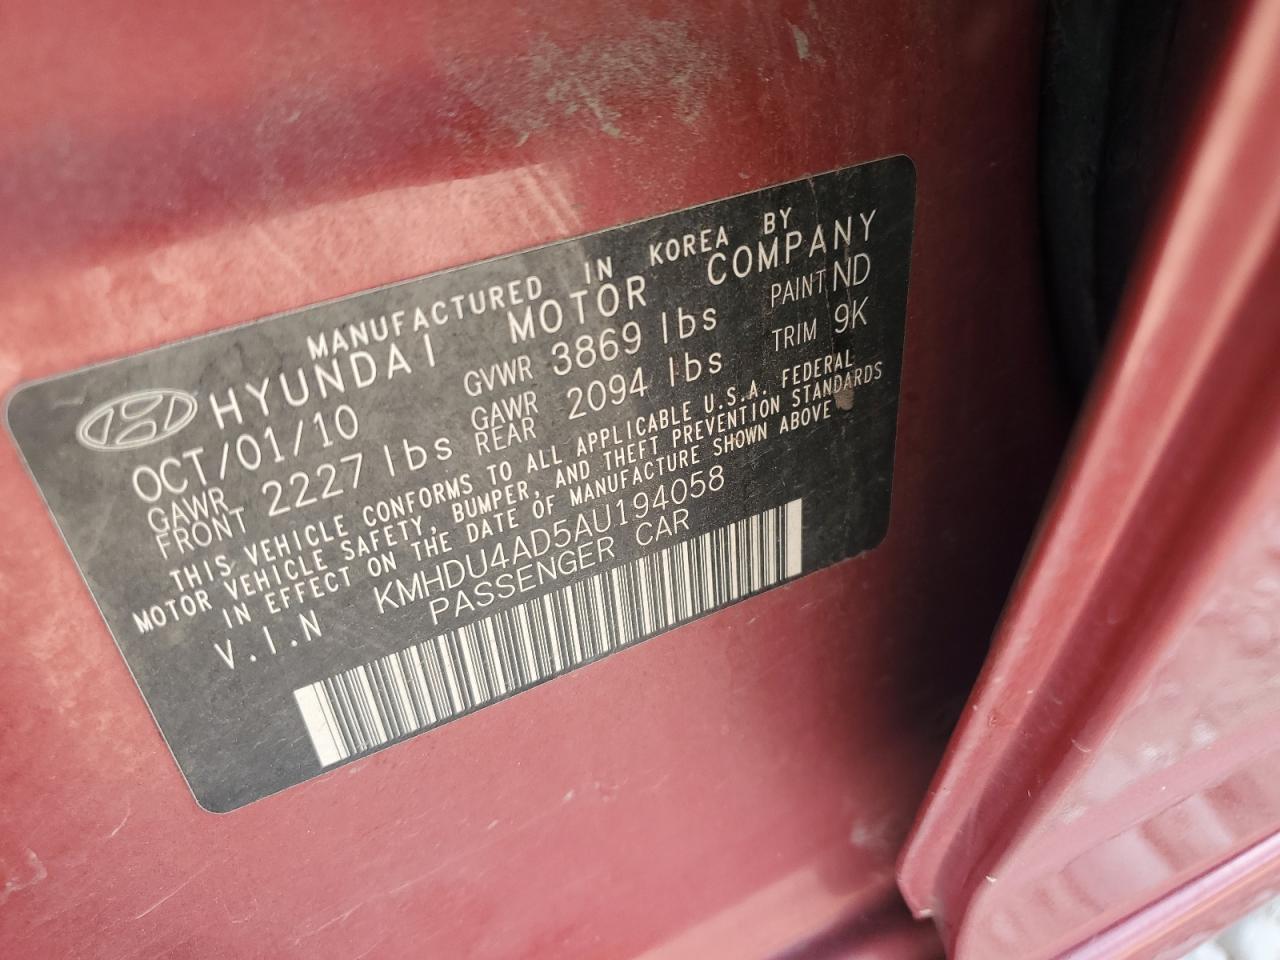 MANUFACTURED IN KOREA BY
HYUNDAI MOTOR COMPANY
OCT/01/10 GVWR 3869 lbs PAINT ND
GAWR FRONT 2227 lbs GAWR REAR 2094 lbs TRIM 9K
THIS VEHICLE CONFORMS TO ALL APPLICABLE U.S.A. FEDERAL
MOTOR VEHICLE SAFETY, BUMPER, AND THEFT PREVENTION STANDARDS
IN EFFECT ON THE DATE OF MANUFACTURE SHOWN ABOVE
V.I.N KMHDU4AD5AU194058
PASSENGER CAR